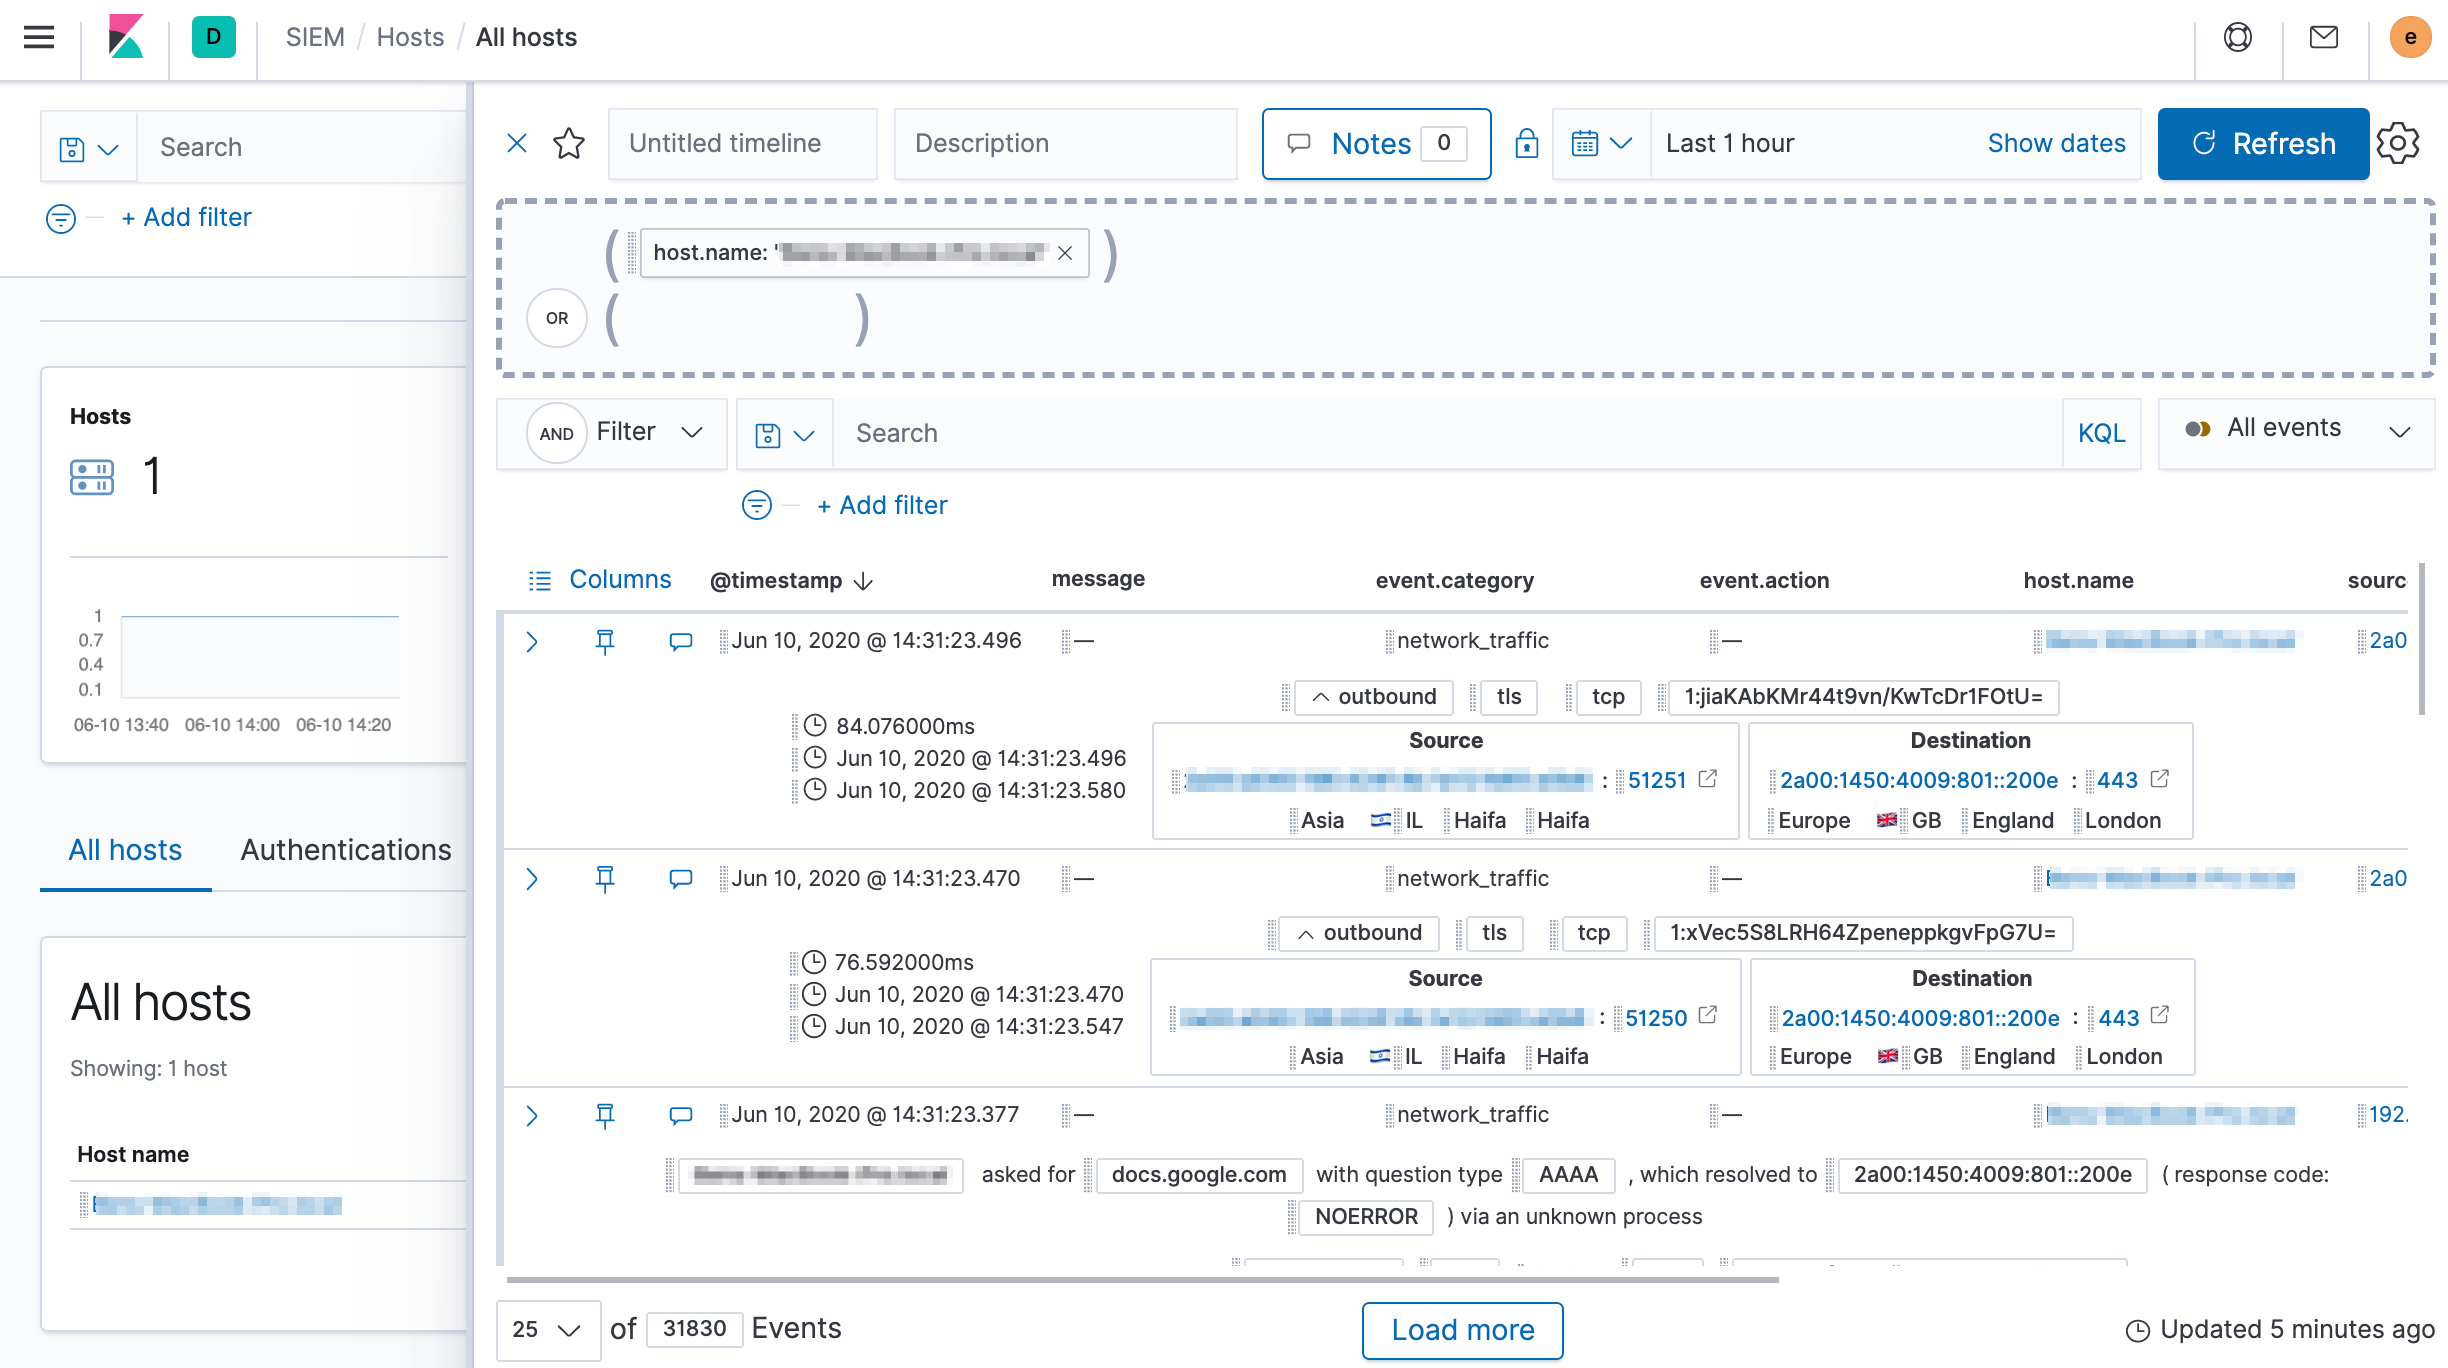 D SIEM / Hosts / All hosts e
Search
+ Add filter
Hosts
1
1
0.7
0.4
0.1
06-10 13:40 06-10 14:00 06-10 14:20
All hosts Authentications
All hosts
Showing: 1 host
Host name
Untitled timeline Description Notes 0 Last 1 hour Show dates Refresh
( host.name: " )
OR ( )
AND Filter Search KQL All events
+ Add filter
Columns @timestamp message event.category event.action host.name sourc
Jun 10, 2020 @ 14:31:23.496 — network_traffic — 2a0
outbound tls tcp 1:jiaKAbKMr44t9vn/KwTcDr1FOtU=
84.076000ms
Jun 10, 2020 @ 14:31:23.496
Jun 10, 2020 @ 14:31:23.580
Source
: 51251
Asia IL Haifa Haifa
Destination
2a00:1450:4009:801::200e : 443
Europe GB England London
Jun 10, 2020 @ 14:31:23.470 — network_traffic — 2a0
outbound tls tcp 1:xVec5S8LRH64ZpeneppkgvFpG7U=
76.592000ms
Jun 10, 2020 @ 14:31:23.470
Jun 10, 2020 @ 14:31:23.547
Source
: 51250
Asia IL Haifa Haifa
Destination
2a00:1450:4009:801::200e : 443
Europe GB England London
Jun 10, 2020 @ 14:31:23.377 — network_traffic — 192.
asked for docs.google.com with question type AAAA , which resolved to 2a00:1450:4009:801::200e ( response code:
NOERROR ) via an unknown process
25 of 31830 Events Load more Updated 5 minutes ago